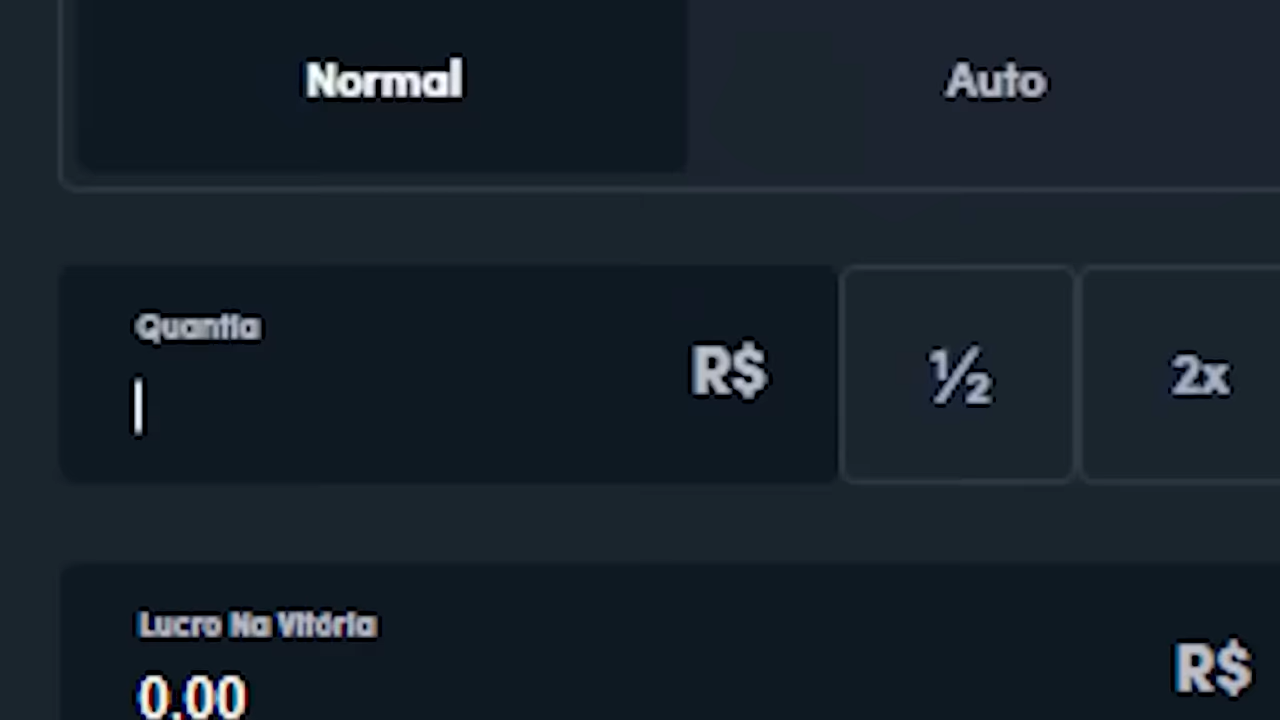 Normal Auto
Quantia
R$ ½ 2x
Lucro Na Vitória
R$
0,00